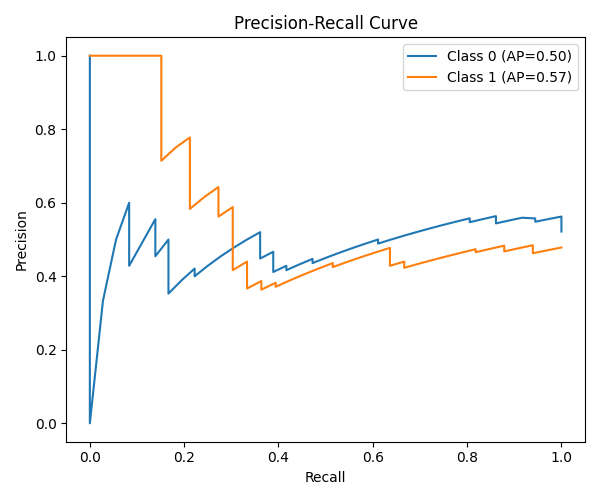 Precision-Recall Curve
Class 0 (AP=0.50)
Class 1 (AP=0.57)
1.0
0.8
0.6
0.4
0.2
0.0
Precision
0.0 0.2 0.4 0.6 0.8 1.0
Recall